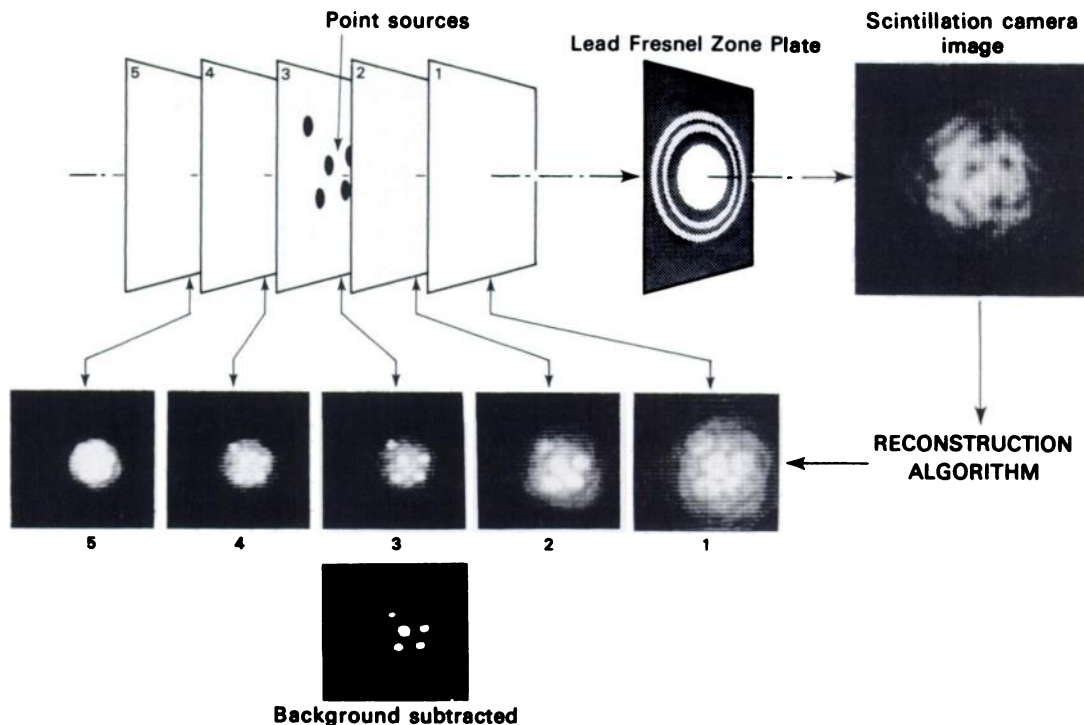 Point sources
Lead Fresnel Zone Plate
Scintillation camera
image
5
4
3
2
1
RECONSTRUCTION
ALGORITHM
5
4
3
2
1
Background subtracted